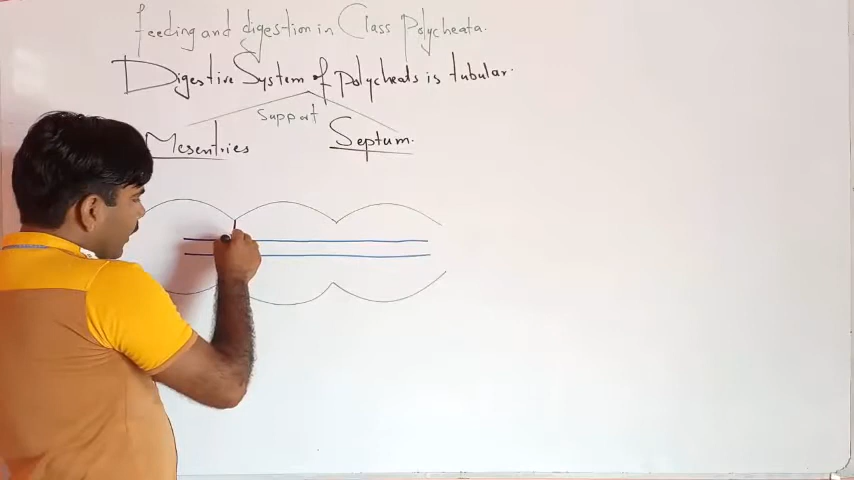 feeding and digestion in Class Polycheata.
Digestive System of polycheats is tubular.
Support
Mesentries
Septum.